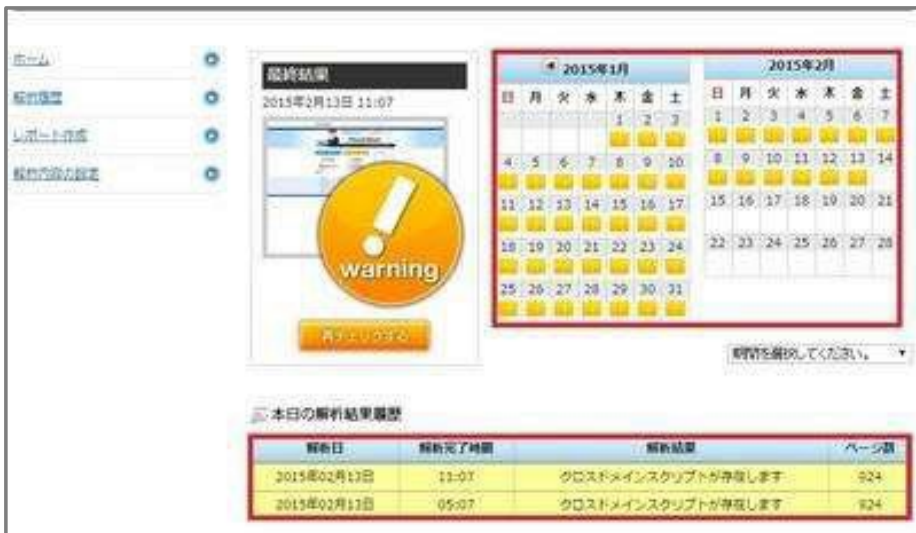 ホーム
解析履歴
レポート作成
解析内容の設定
最終結果
2015年2月13日 11:07
warning
再チェックする
2015年1月
日 月 火 水 木 金 土
1 2 3
4 5 6 7 8 9 10
11 12 13 14 15 16 17
18 19 20 21 22 23 24
25 26 27 28 29 30 31
2015年2月
日 月 火 水 木 金 土
1 2 3 4 5 6 7
8 9 10 11 12 13 14
15 16 17 18 19 20 21
22 23 24 25 26 27 28
期間を選択してください。
本日の解析結果履歴
解析日 解析完了時間 解析結果 ページ数
2015年02月13日 11:07 クロスドメインスクリプトが存在します 924
2015年02月13日 05:07 クロスドメインスクリプトが存在します 924